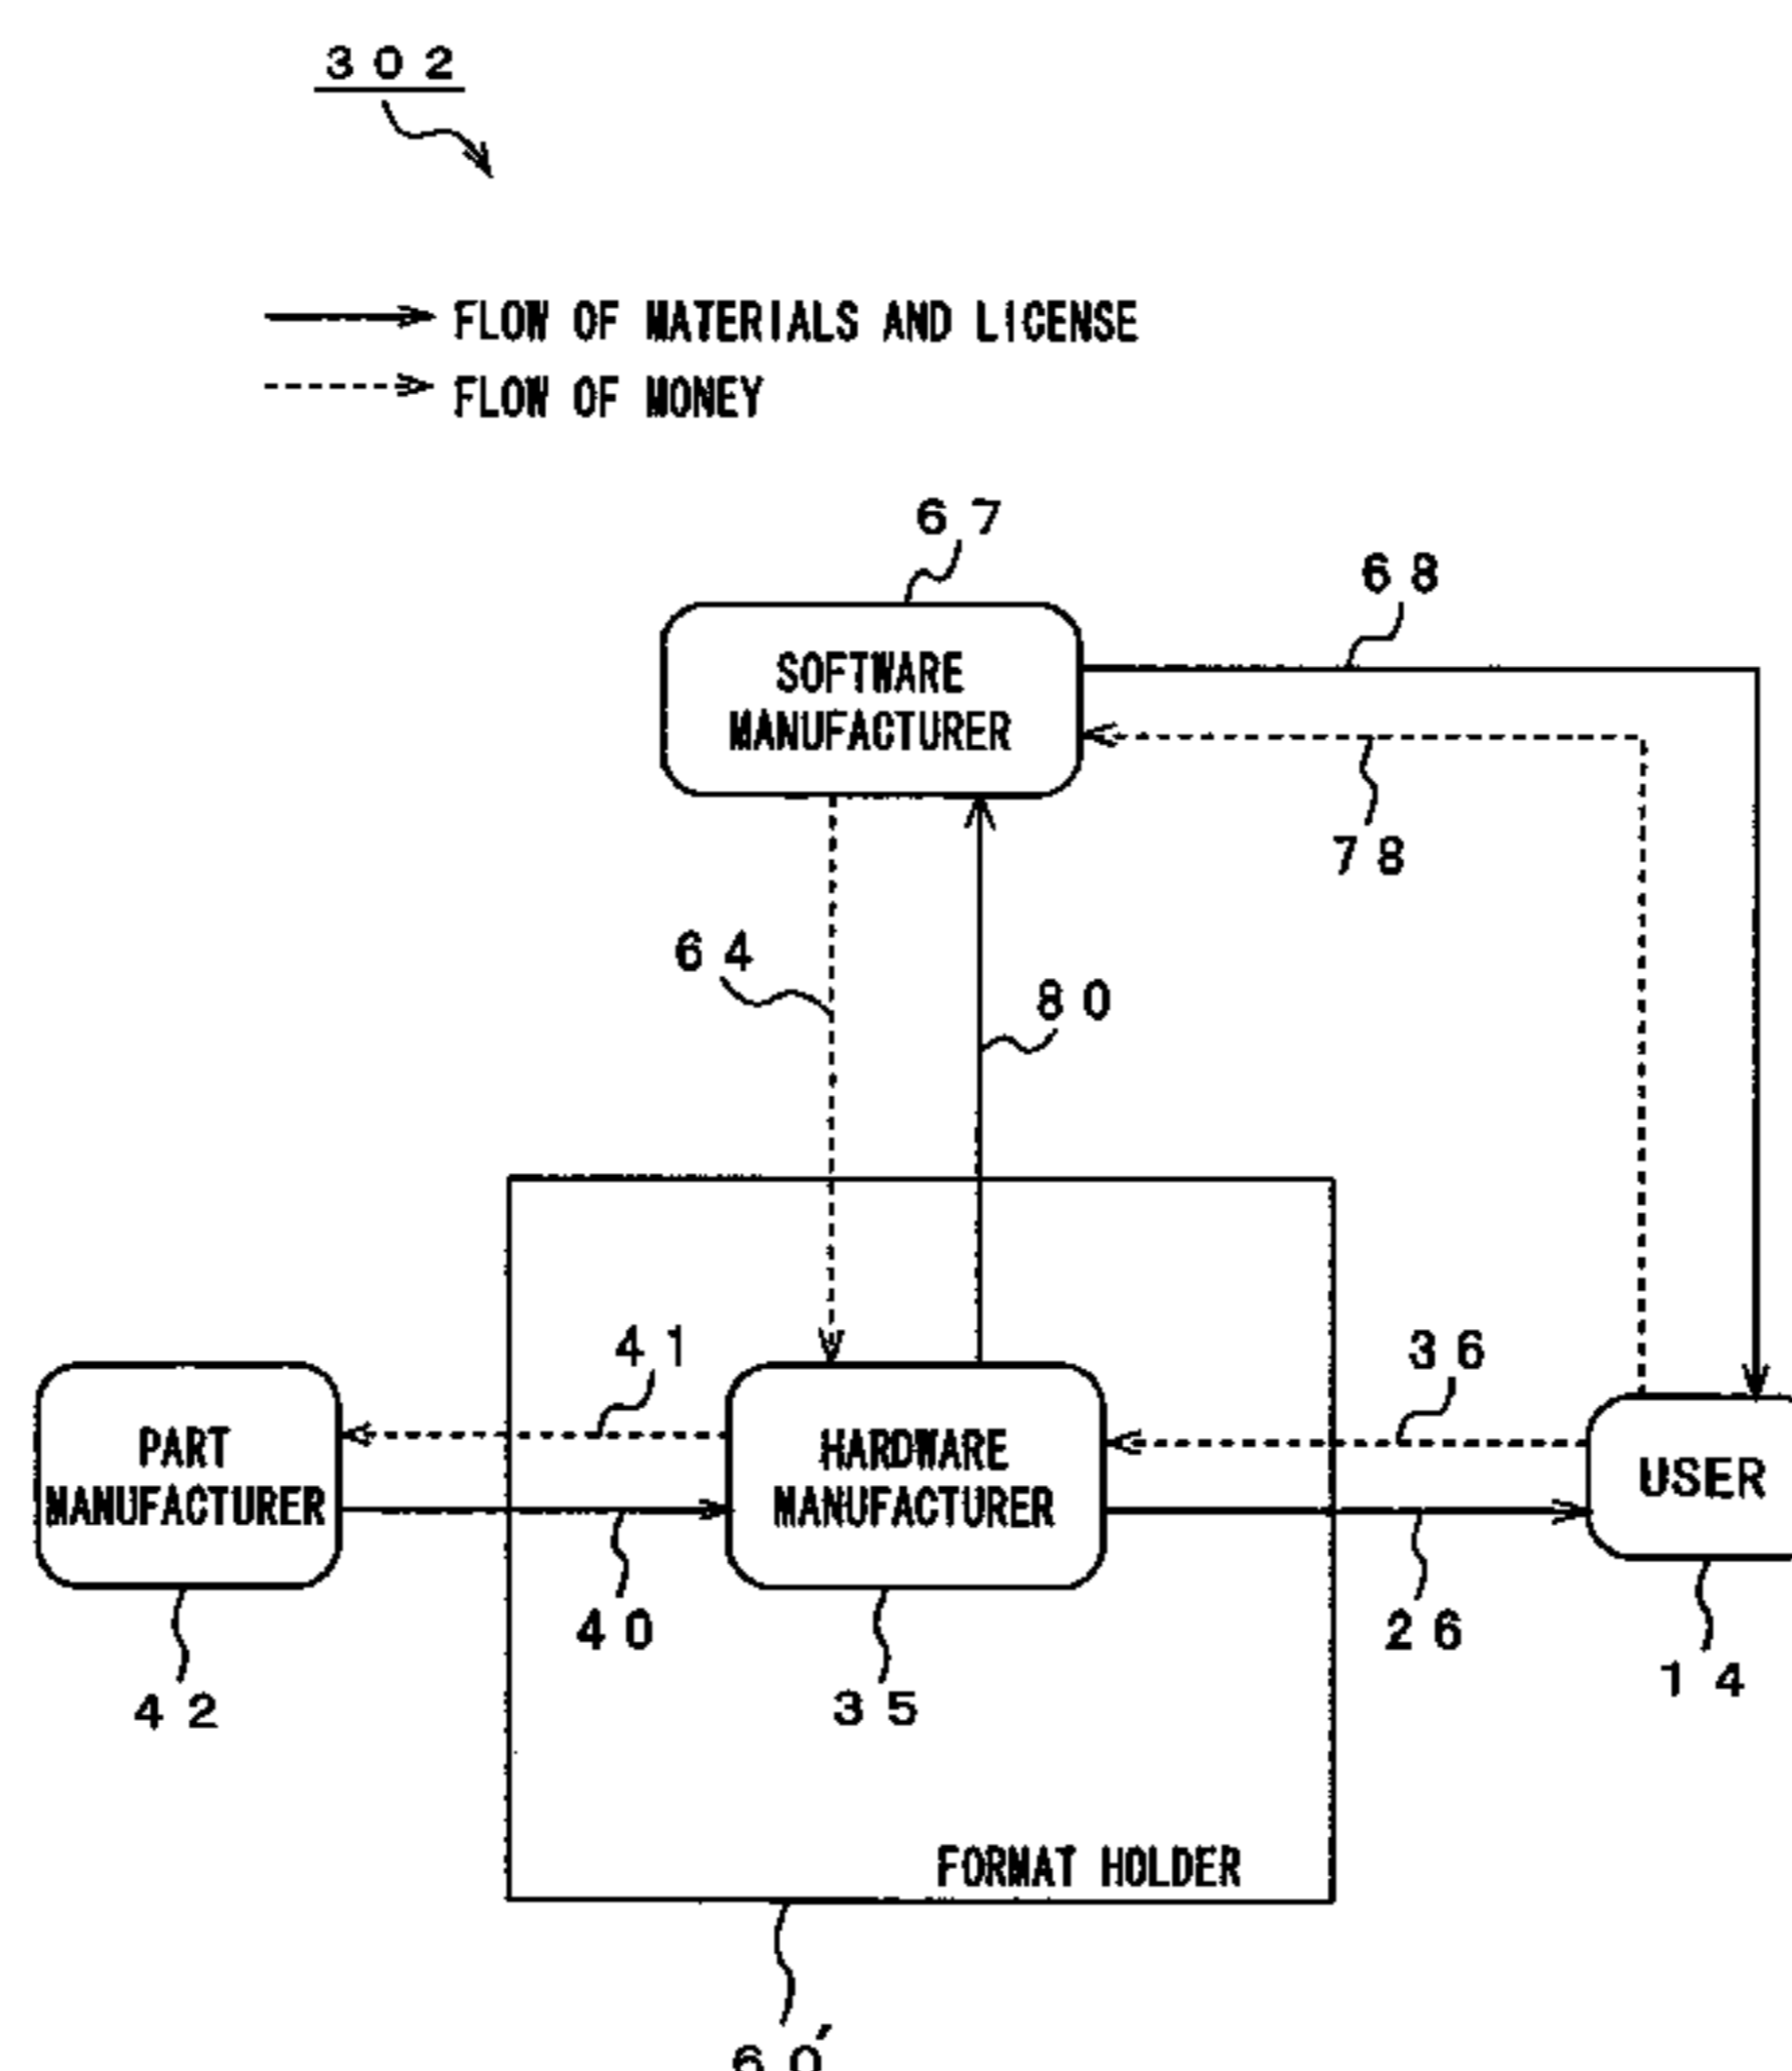 302
FLOW OF MATERIALS AND LICENSE
FLOW OF MONEY
67
68
SOFTWARE
MANUFACTURER
78
64
80
41
36
PART
MANUFACTURER
HARDWARE
MANUFACTURER
USER
40
26
42
35
14
FORMAT HOLDER
60'